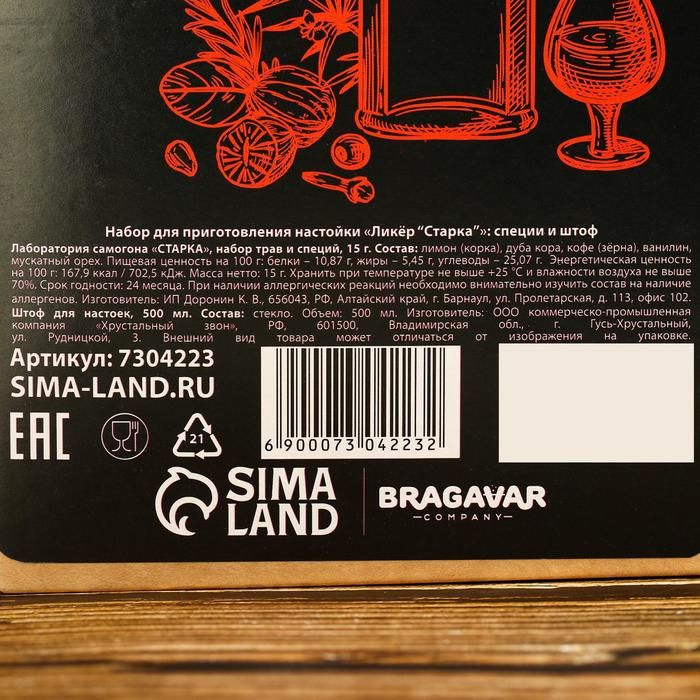 Набор для приготовления настойки «Ликёр “Старка”»: специи и штоф
Лаборатория самогона «СТАРКА», набор трав и специй, 15 г. Состав: лимон (корка), дуба кора, кофе (зёрна), ванилин,
мускатный орех. Пищевая ценность на 100 г: белки – 10,87 г, жиры – 5,45 г, углеводы – 25,07 г. Энергетическая ценность
на 100 г: 167,9 ккал / 702,5 кДж. Масса нетто: 15 г. Хранить при температуре не выше +25 °С и влажности воздуха не выше
70%. Срок годности: 24 месяца. При наличии аллергических реакций необходимо внимательно изучить состав на наличие
аллергенов. Изготовитель: ИП Доронин К. В., 656043, РФ, Алтайский край, г. Барнаул, ул. Пролетарская, д. 113, офис 102.
Штоф для настоек, 500 мл. Состав: стекло. Объем: 500 мл. Изготовитель: ООО коммерческо-промышленная
компания «Хрустальный звон», РФ, 601500, Владимирская обл., г. Гусь-Хрустальный,
ул. Рудницкой, 3. Внешний вид товара может отличаться от изображения на упаковке.
Артикул: 7304223
SIMA-LAND.RU
EAC
21
6 900073 042232
SIMA
LAND
BRAGAVAR
COMPANY